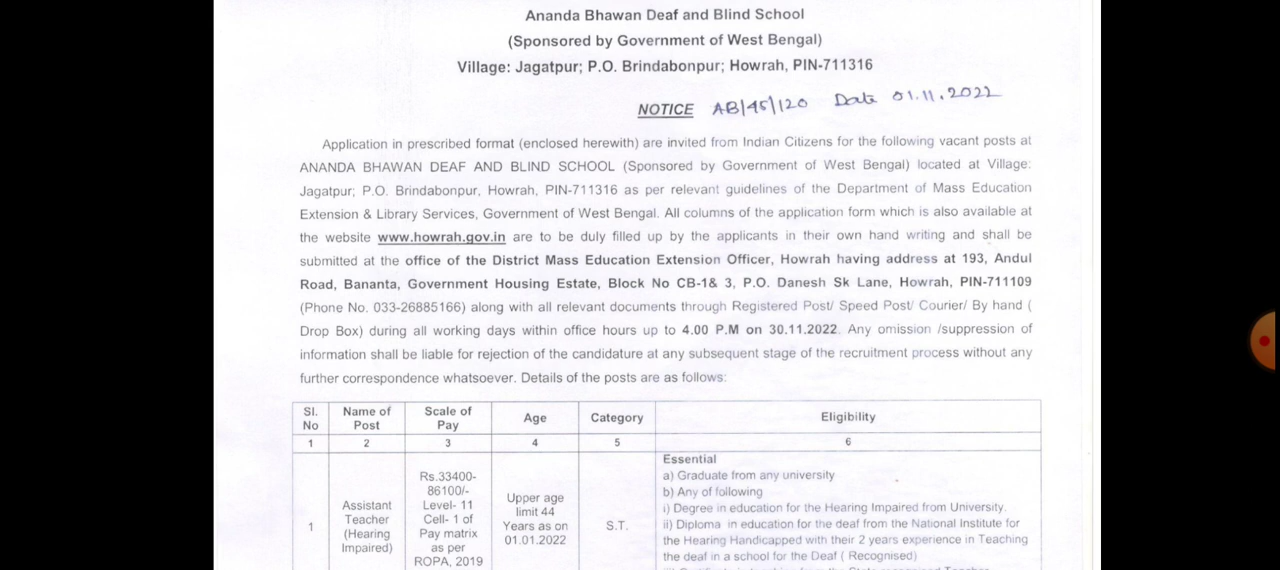 Ananda Bhawan Deaf and Blind School
(Sponsored by Government of West Bengal)
Village: Jagatpur; P.O. Brindabonpur; Howrah, PIN-711316
NOTICE AB/45/120 Date 01.11.2022
Application in prescribed format (enclosed herewith) are invited from Indian Citizens for the following vacant posts at
ANANDA BHAWAN DEAF AND BLIND SCHOOL (Sponsored by Government of West Bengal) located at Village:
Jagatpur; P.O. Brindabonpur, Howrah, PIN-711316 as per relevant guidelines of the Department of Mass Education
Extension & Library Services, Government of West Bengal. All columns of the application form which is also available at
the website www.howrah.gov.in are to be duly filled up by the applicants in their own hand writing and shall be
submitted at the office of the District Mass Education Extension Officer, Howrah having address at 193, Andul
Road, Bananta, Government Housing Estate, Block No CB-1& 3, P.O. Danesh Sk Lane, Howrah, PIN-711109
(Phone No. 033-26885166) along with all relevant documents through Registered Post/ Speed Post/ Courier/ By hand (
Drop Box) during all working days within office hours up to 4.00 P.M on 30.11.2022. Any omission /suppression of
information shall be liable for rejection of the candidature at any subsequent stage of the recruitment process without any
further correspondence whatsoever. Details of the posts are as follows:
Sl. No
Name of Post
Scale of Pay
Age
Category
Eligibility
1 2 3 4 5 6
1
Assistant
Teacher
(Hearing
Impaired)
Rs.33400-
86100/-
Level- 11
Cell- 1 of
Pay matrix
as per
ROPA, 2019
Upper age
limit 44
Years as on
01.01.2022
S.T.
Essential
a) Graduate from any university
b) Any of following
i) Degree in education for the Hearing Impaired from University.
ii) Diploma in education for the deaf from the National Institute for
the Hearing Handicapped with their 2 years experience in Teaching
the deaf in a school for the Deaf ( Recognised)